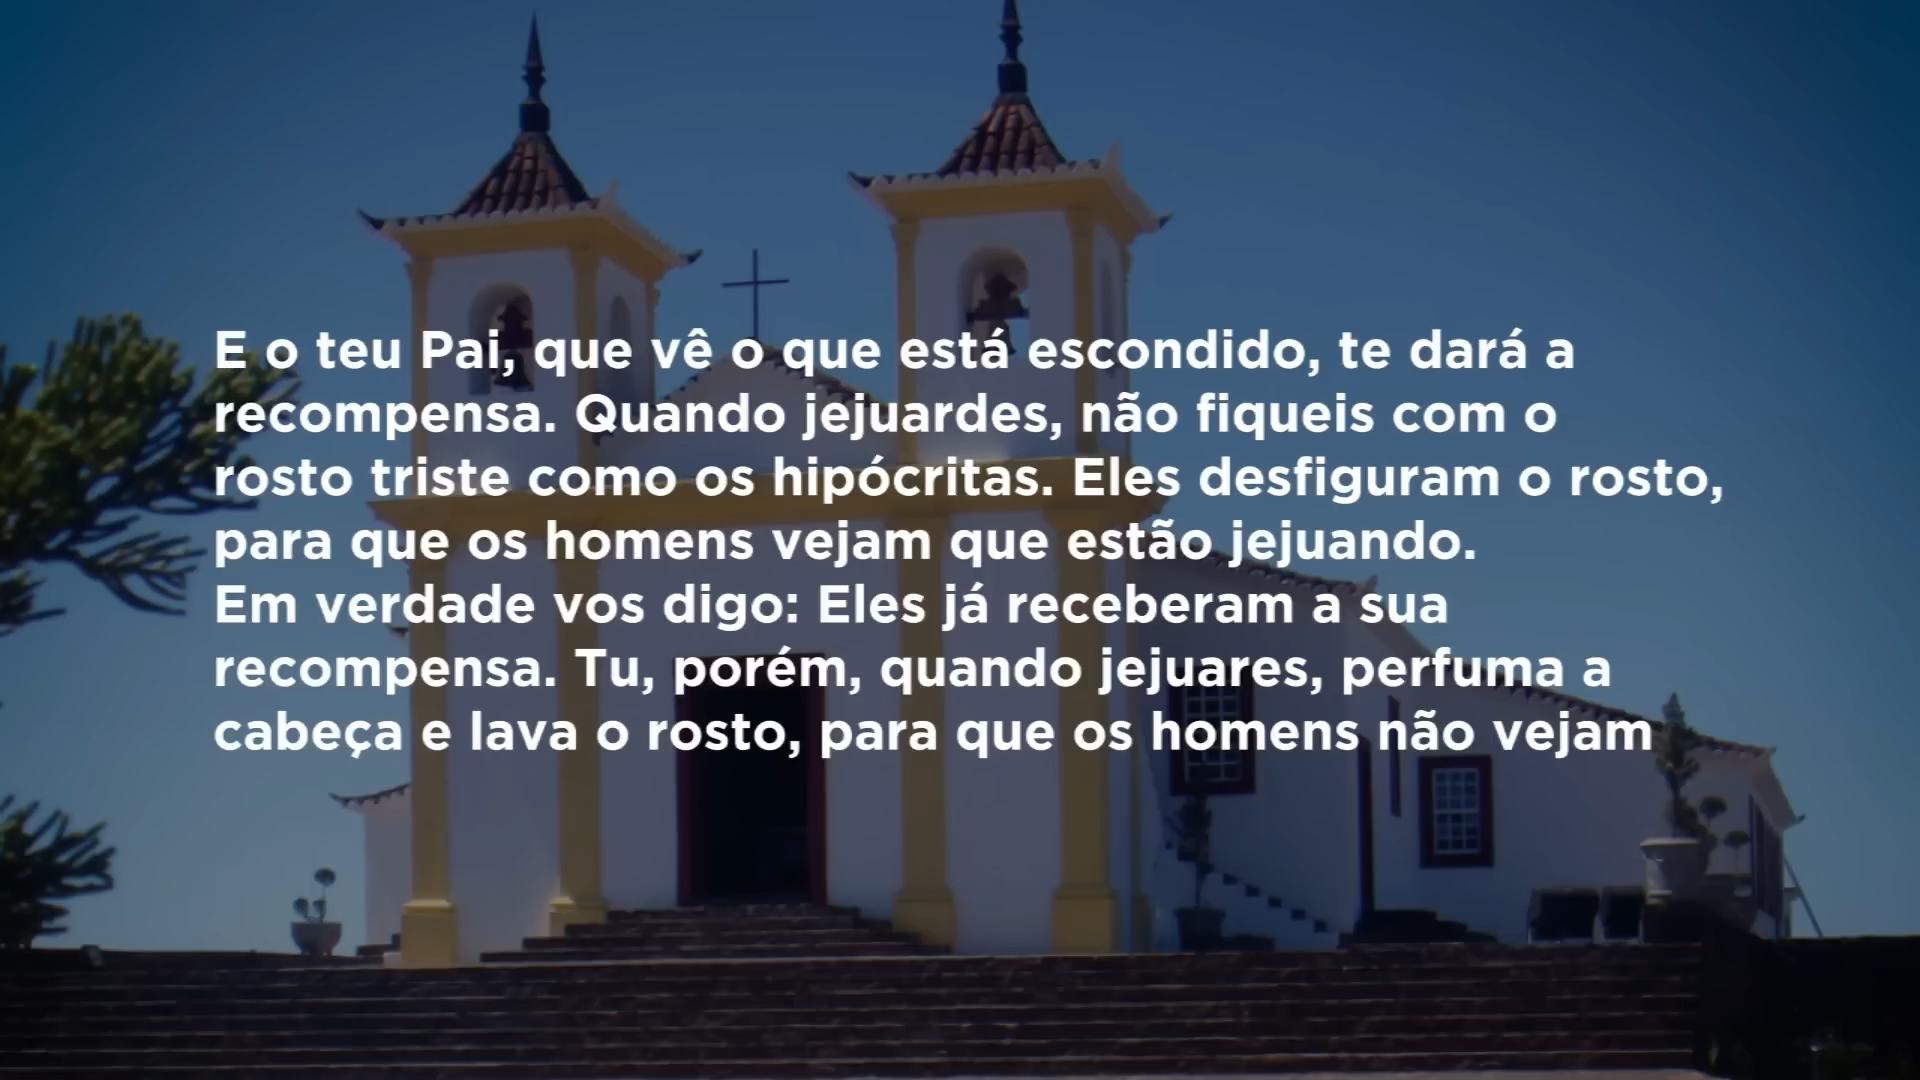 E o teu Pai, que vê o que está escondido, te dará a
recompensa. Quando jejuardes, não fiqueis com o
rosto triste como os hipócritas. Eles desfiguram o rosto,
para que os homens vejam que estão jejuando.
Em verdade vos digo: Eles já receberam a sua
recompensa. Tu, porém, quando jejuares, perfuma a
cabeça e lava o rosto, para que os homens não vejam